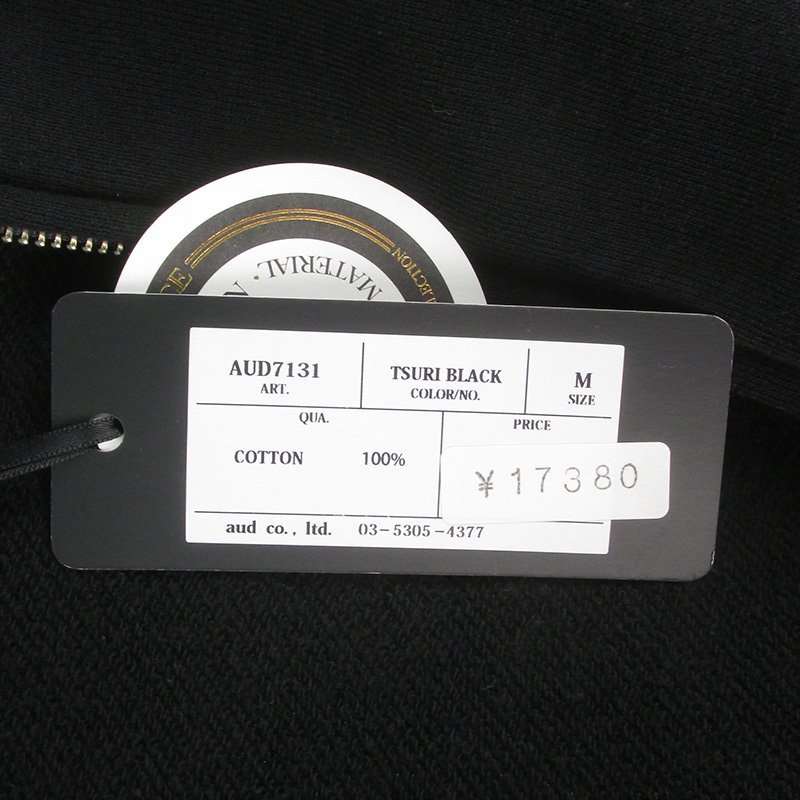 MATERIAL.
AUD7131
ART.
TSURI BLACK
COLOR/NO.
M
SIZE
QUA.
COTTON 100%
PRICE
¥17380
aud co., ltd. 03-5305-4377